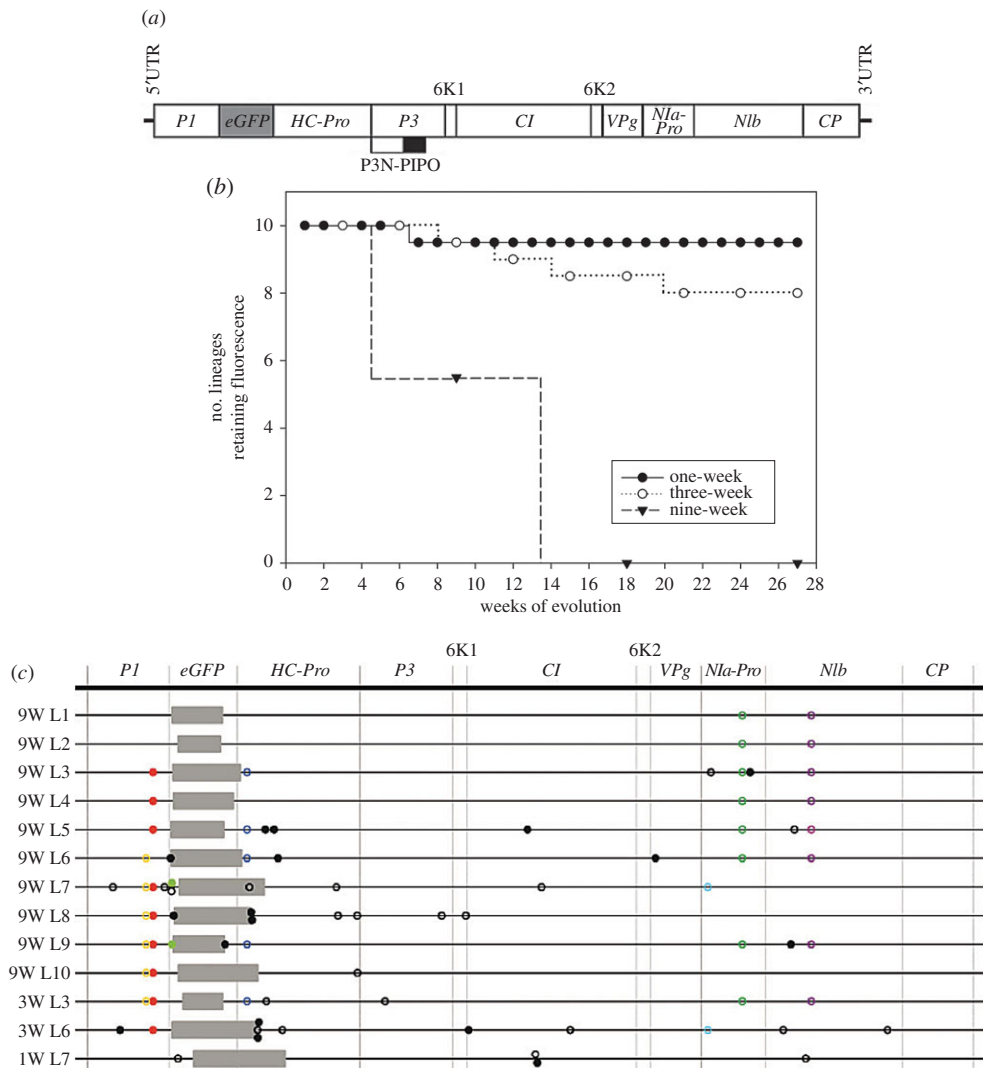 (a)
5′UTR
3′UTR
6K1
6K2
P1
eGFP
HC-Pro
P3
CI
VPg
NIa-
Pro
Nlb
CP
P3N-PIPO
(b)
10
8
6
4
2
0
no. lineages
retaining fluorescence
one-week
three-week
nine-week
0 2 4 6 8 10 12 14 16 18 20 22 24 26 28
weeks of evolution
(c)
6K1
6K2
P1
eGFP
HC-Pro
P3
CI
VPg
NIa-Pro
Nlb
CP
9W L1
9W L2
9W L3
9W L4
9W L5
9W L6
9W L7
9W L8
9W L9
9W L10
3W L3
3W L6
1W L7